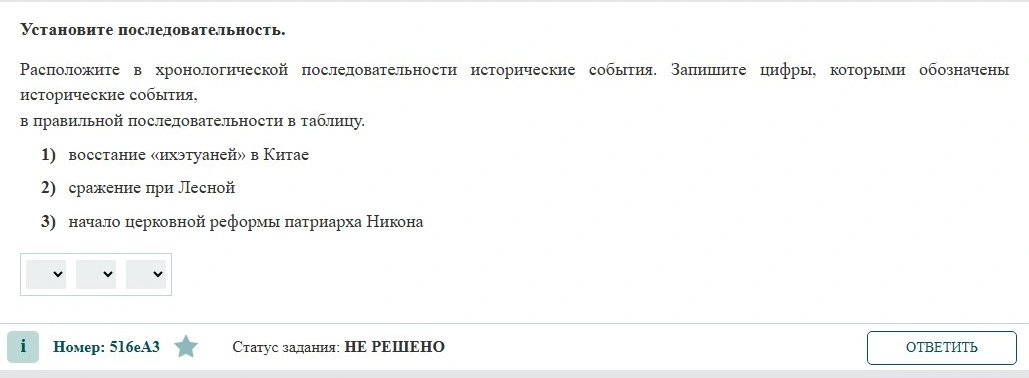 Установите последовательность.
Расположите в хронологической последовательности исторические события. Запишите цифры, которыми обозначены
исторические события,
в правильной последовательности в таблицу.
1) восстание «ихэтуаней» в Китае
2) сражение при Лесной
3) начало церковной реформы патриарха Никона
i Номер: 516eA3 Статус задания: НЕ РЕШЕНО ОТВЕТИТЬ